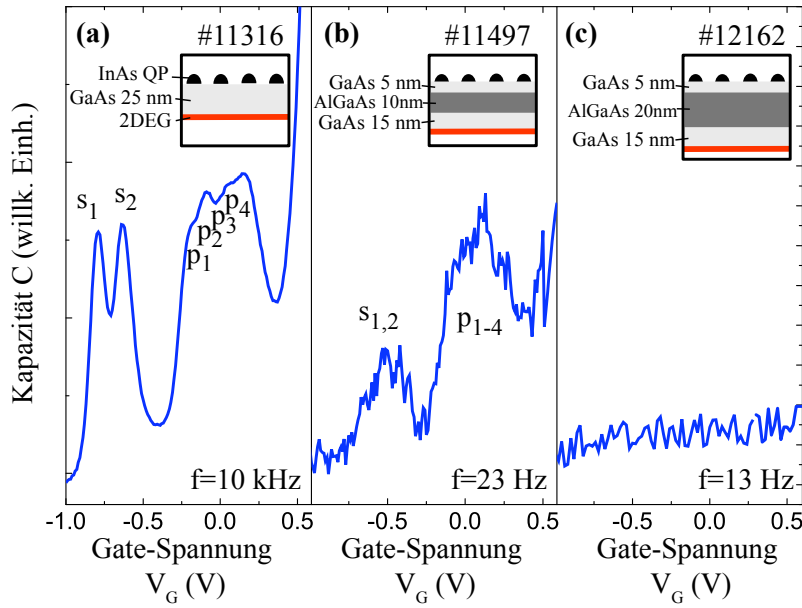 (a) #11316
InAs QP
GaAs 25 nm
2DEG
s1 s2
p1 p2 p3 p4
f=10 kHz
(b) #11497
GaAs 5 nm
AlGaAs 10nm
GaAs 15 nm
s1,2
p1-4
f=23 Hz
(c) #12162
GaAs 5 nm
AlGaAs 20nm
GaAs 15 nm
f=13 Hz
Kapazität C (willk. Einh.)
-1.0 -0.5 0.0 0.5 -0.5 0.0 0.5 -0.5 0.0 0.5
Gate-Spannung Gate-Spannung Gate-Spannung
VG (V) VG (V) VG (V)